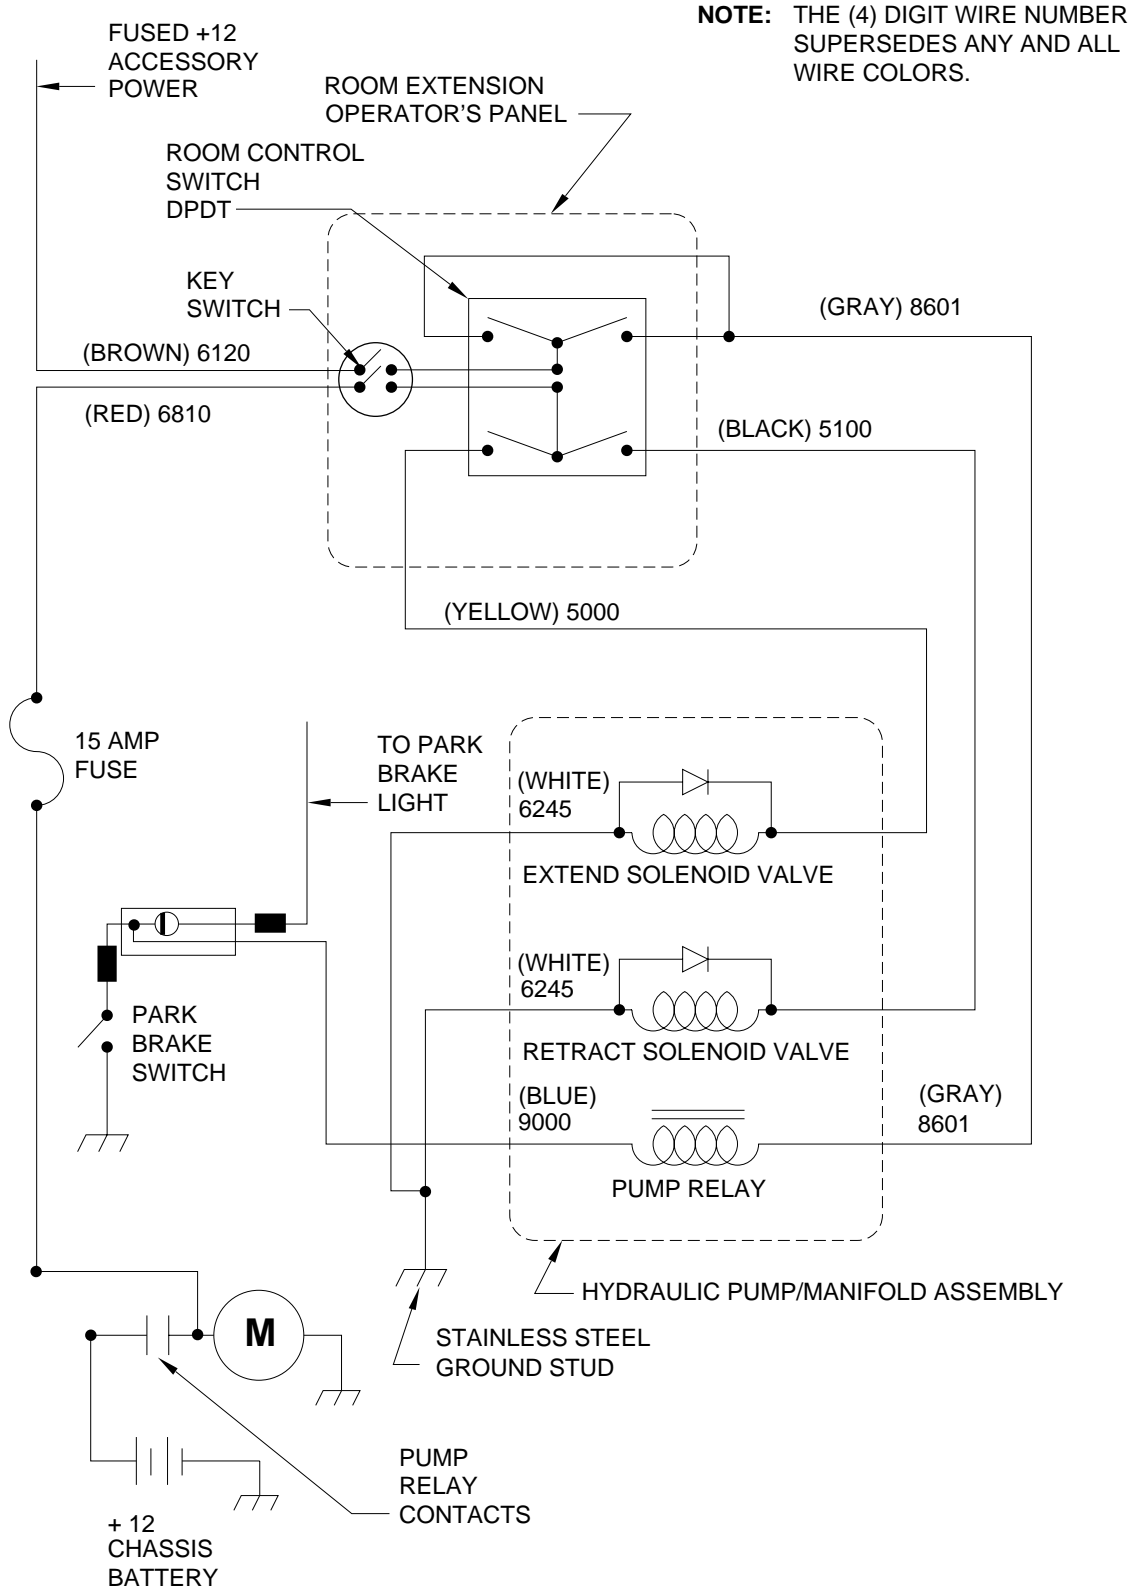 NOTE: THE (4) DIGIT WIRE NUMBER
SUPERSEDES ANY AND ALL
WIRE COLORS.
FUSED +12
ACCESSORY
POWER
ROOM EXTENSION
OPERATOR'S PANEL
ROOM CONTROL
SWITCH
DPDT
KEY
SWITCH
(GRAY) 8601
(BROWN) 6120
(RED) 6810
(BLACK) 5100
(YELLOW) 5000
15 AMP
FUSE
TO PARK
BRAKE
LIGHT
(WHITE)
6245
EXTEND SOLENOID VALVE
(WHITE)
6245
PARK
BRAKE
SWITCH
RETRACT SOLENOID VALVE
(BLUE)
9000
(GRAY)
8601
PUMP RELAY
HYDRAULIC PUMP/MANIFOLD ASSEMBLY
M
STAINLESS STEEL
GROUND STUD
PUMP
RELAY
CONTACTS
+ 12
CHASSIS
BATTERY